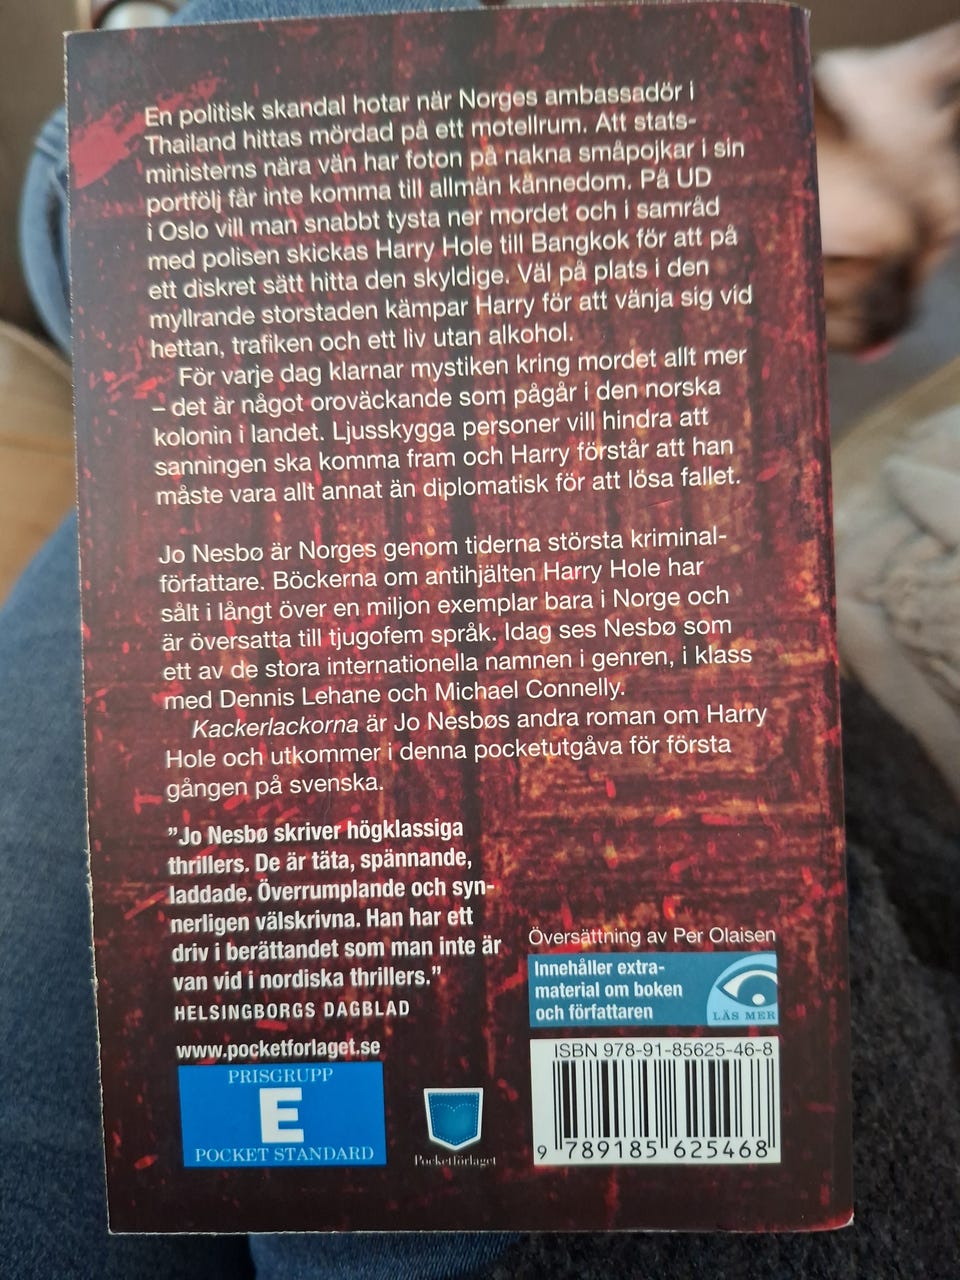 En politisk skandal hotar när Norges ambassadör i
Thailand hittas mördad på ett motellrum. Att stats-
ministerns nära vän har foton på nakna småpojkar i sin
portfölj får inte komma till allmän kännedom. På UD
i Oslo vill man snabbt tysta ner mordet och i samråd
med polisen skickas Harry Hole till Bangkok för att på
ett diskret sätt hitta den skyldige. Väl på plats i den
myllrande storstaden kämpar Harry för att vänja sig vid
hettan, trafiken och ett liv utan alkohol.
För varje dag klarnar mystiken kring mordet allt mer
– det är något oroväckande som pågår i den norska
kolonin i landet. Ljusskygga personer vill hindra att
sanningen ska komma fram och Harry förstår att han
måste vara allt annat än diplomatisk för att lösa fallet.
Jo Nesbø är Norges genom tiderna största kriminal-
författare. Böckerna om antihjälten Harry Hole har
sålt i långt över en miljon exemplar bara i Norge och
är översatta till tjugofem språk. Idag ses Nesbø som
ett av de stora internationella namnen i genren, i klass
med Dennis Lehane och Michael Connelly.
Kackerlackorna är Jo Nesbøs andra roman om Harry
Hole och utkommer i denna pocketutgåva för första
gången på svenska.
”Jo Nesbø skriver högklassiga
thrillers. De är täta, spännande,
laddade. Överrumplande och syn-
nerligen välskrivna. Han har ett
driv i berättandet som man inte är
van vid i nordiska thrillers.”
HELSINGBORGS DAGBLAD
www.pocketforlaget.se
PRISGRUPP
E
POCKET STANDARD
Pocketförlaget
Översättning av Per Olaisen
Innehåller extra-
material om boken
och författaren
LÄS MER
ISBN 978-91-85625-46-8
9 789185 625468